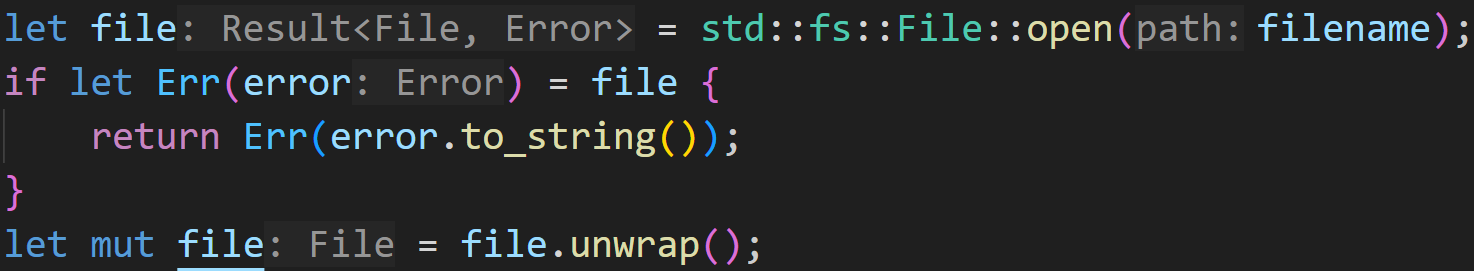 let file: Result<File, Error> = std::fs::File::open(path: filename);
if let Err(error: Error) = file {
    return Err(error.to_string());
}
let mut file: File = file.unwrap();